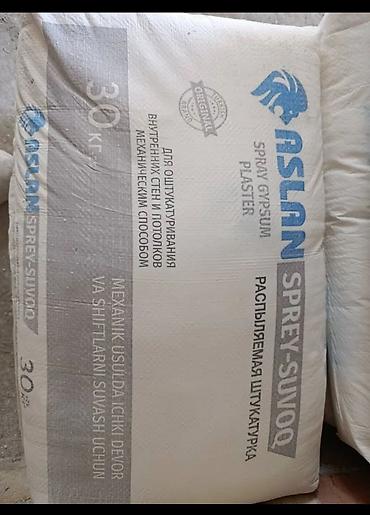 ASLAN
SPREY-SUVOQ
SPRAY GYPSUM
PLASTER
РАСПЫЛЯЕМАЯ ШТУКАТУРКА
ORIGINAL
ДЛЯ ОШТУКАТУРИВАНИЯ
ВНУТРЕННИХ СТЕН И ПОТОЛКОВ
МЕХАНИЧЕСКИМ СПОСОБОМ
MEXANIK USULDA ICHKI DEVOR
VA SHIFTLARNI SUVASH UCHUN
30 кг
ASLAN SPREY-SUVOQ
30